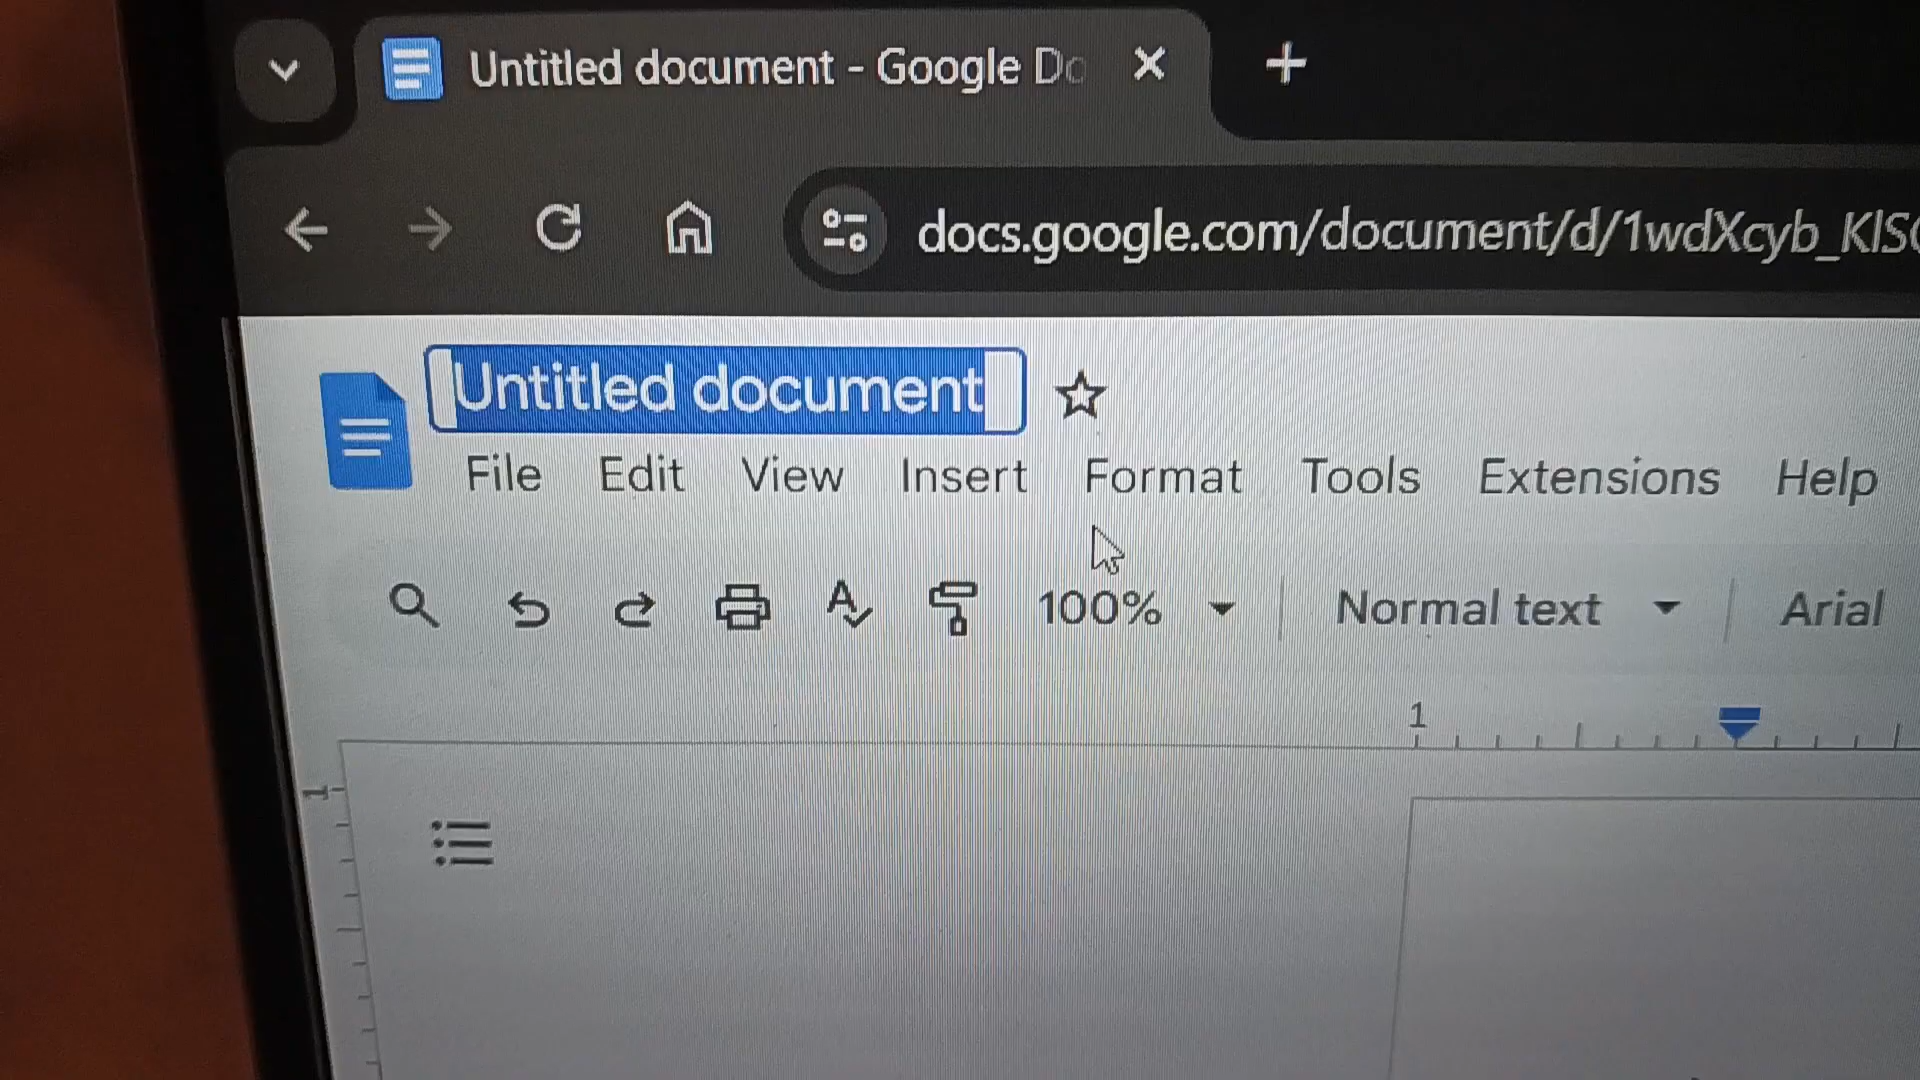 Untitled document - Google Do
docs.google.com/document/d/1wdXcyb_KlS
Untitled document
File Edit View Insert Format Tools Extensions Help
100% Normal text Arial
1
1